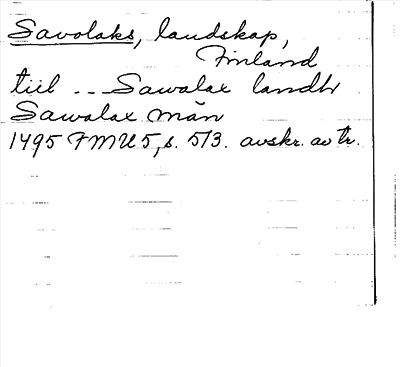 Savolaks, landskap,
Finland
tiil -- Sawalax landh
Sawalax män
1495 FMU 5, s. 513. avskr. av tr.